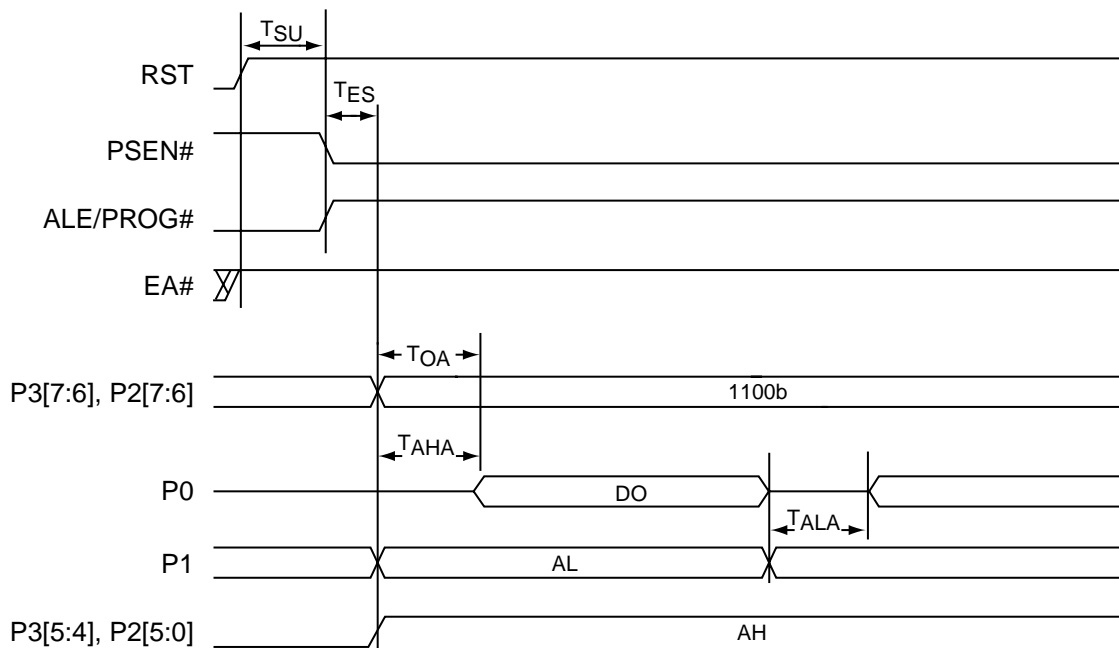 TSU
RST
TES
PSEN#
ALE/PROG#
EA#
TOA
P3[7:6], P2[7:6]
1100b
TAHA
P0
DO
TALA
P1
AL
P3[5:4], P2[5:0]
AH